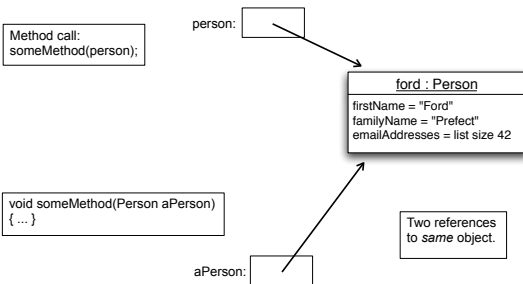 person:
Method call:
someMethod(person);
ford : Person
firstName = "Ford"
familyName = "Prefect"
emailAddresses = list size 42
void someMethod(Person aPerson)
{ ... }
Two references
to same object.
aPerson: